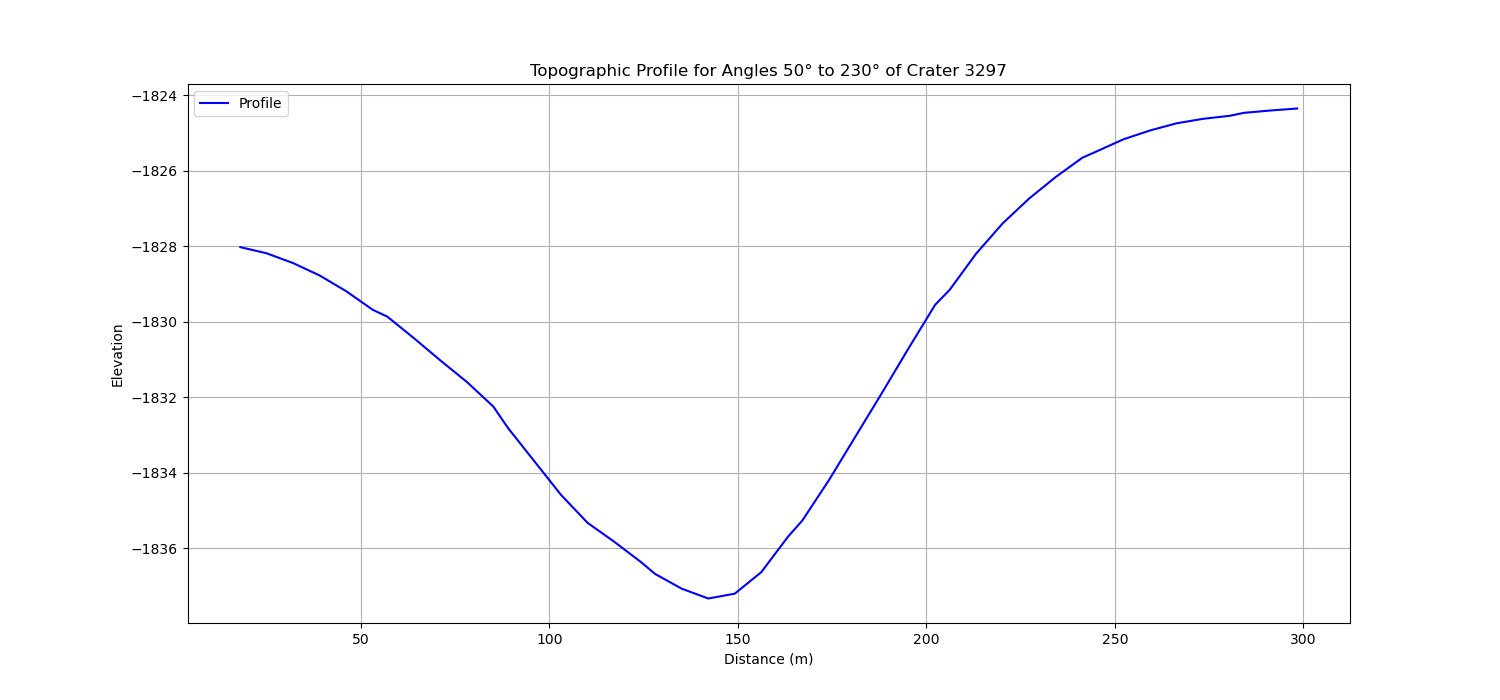 Topographic Profile for Angles 50° to 230° of Crater 3297
Profile
−1824
−1826
−1828
−1830
−1832
−1834
−1836
Elevation
50 100 150 200 250 300
Distance (m)